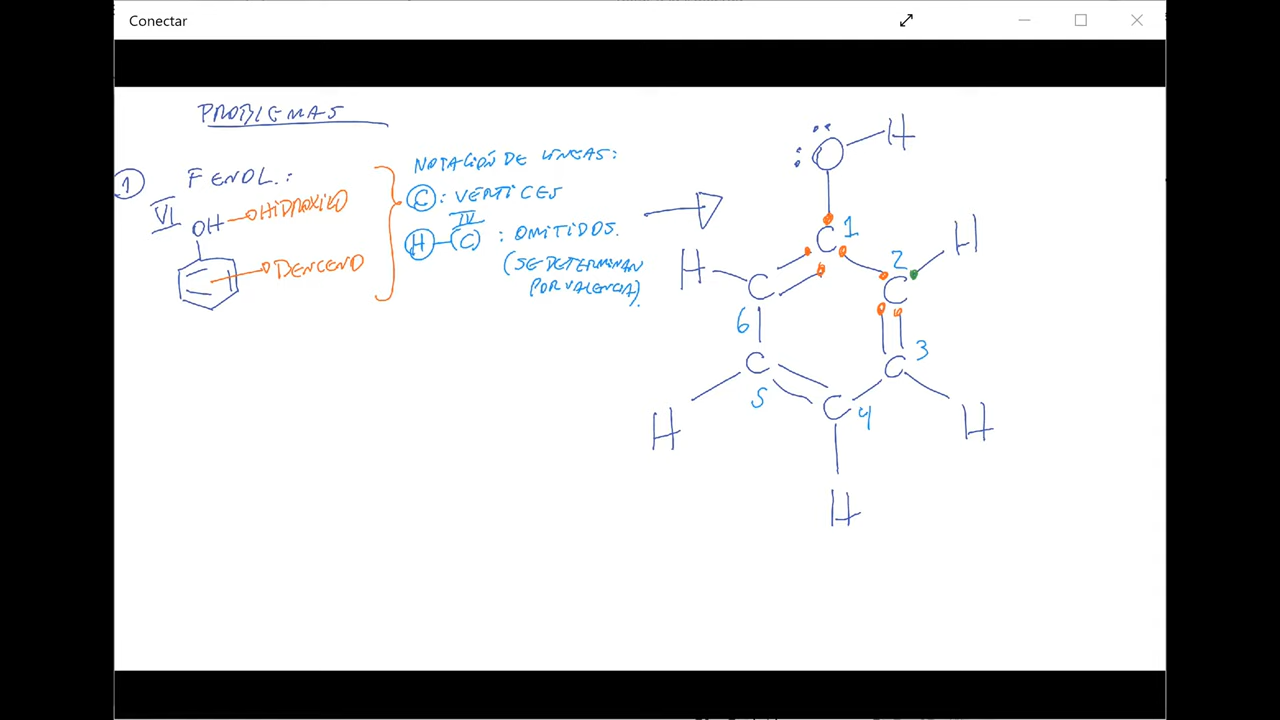 Conectar
PROBLEMAS
1 FENOL:
VI
OH HIDROXILO
BENCENO
NOTACIÓN DE LÍNEAS:
C : VERTICES
IV
H - (C) : OMITIDOS.
(SE DETERMINAN
POR VALENCIA).
O H
C 1
H C 2 H
C
6
C 3
C
5 C 4
H H
H